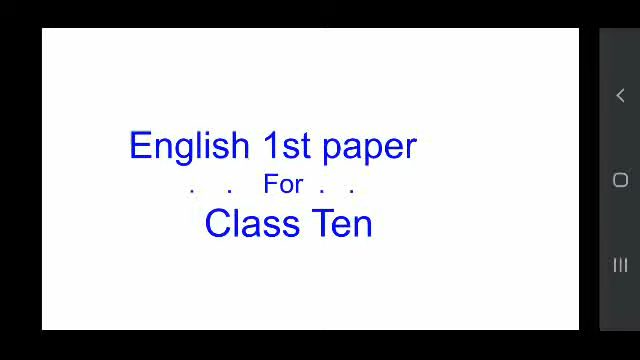 English 1st paper
. . For . .
Class Ten